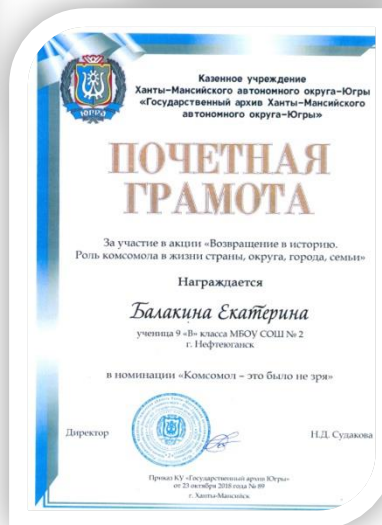 ЮГРА
Казенное учреждение
Ханты-Мансийского автономного округа-Югры
«Государственный архив Ханты-Мансийского
автономного округа-Югры»
ПОЧЕТНАЯ
ГРАМОТА
За участие в акции «Возвращение в историю.
Роль комсомола в жизни страны, округа, города, семьи»
Награждается
Балакина Екатерина
ученица 9 «В» класса МБОУ СОШ № 2
г. Нефтеюганск
в номинации «Комсомол – это было не зря»
Директор
Н.Д. Судакова
Приказ КУ «Государственный архив Югры»
от 23 октября 2018 года № 89
г. Ханты-Мансийск